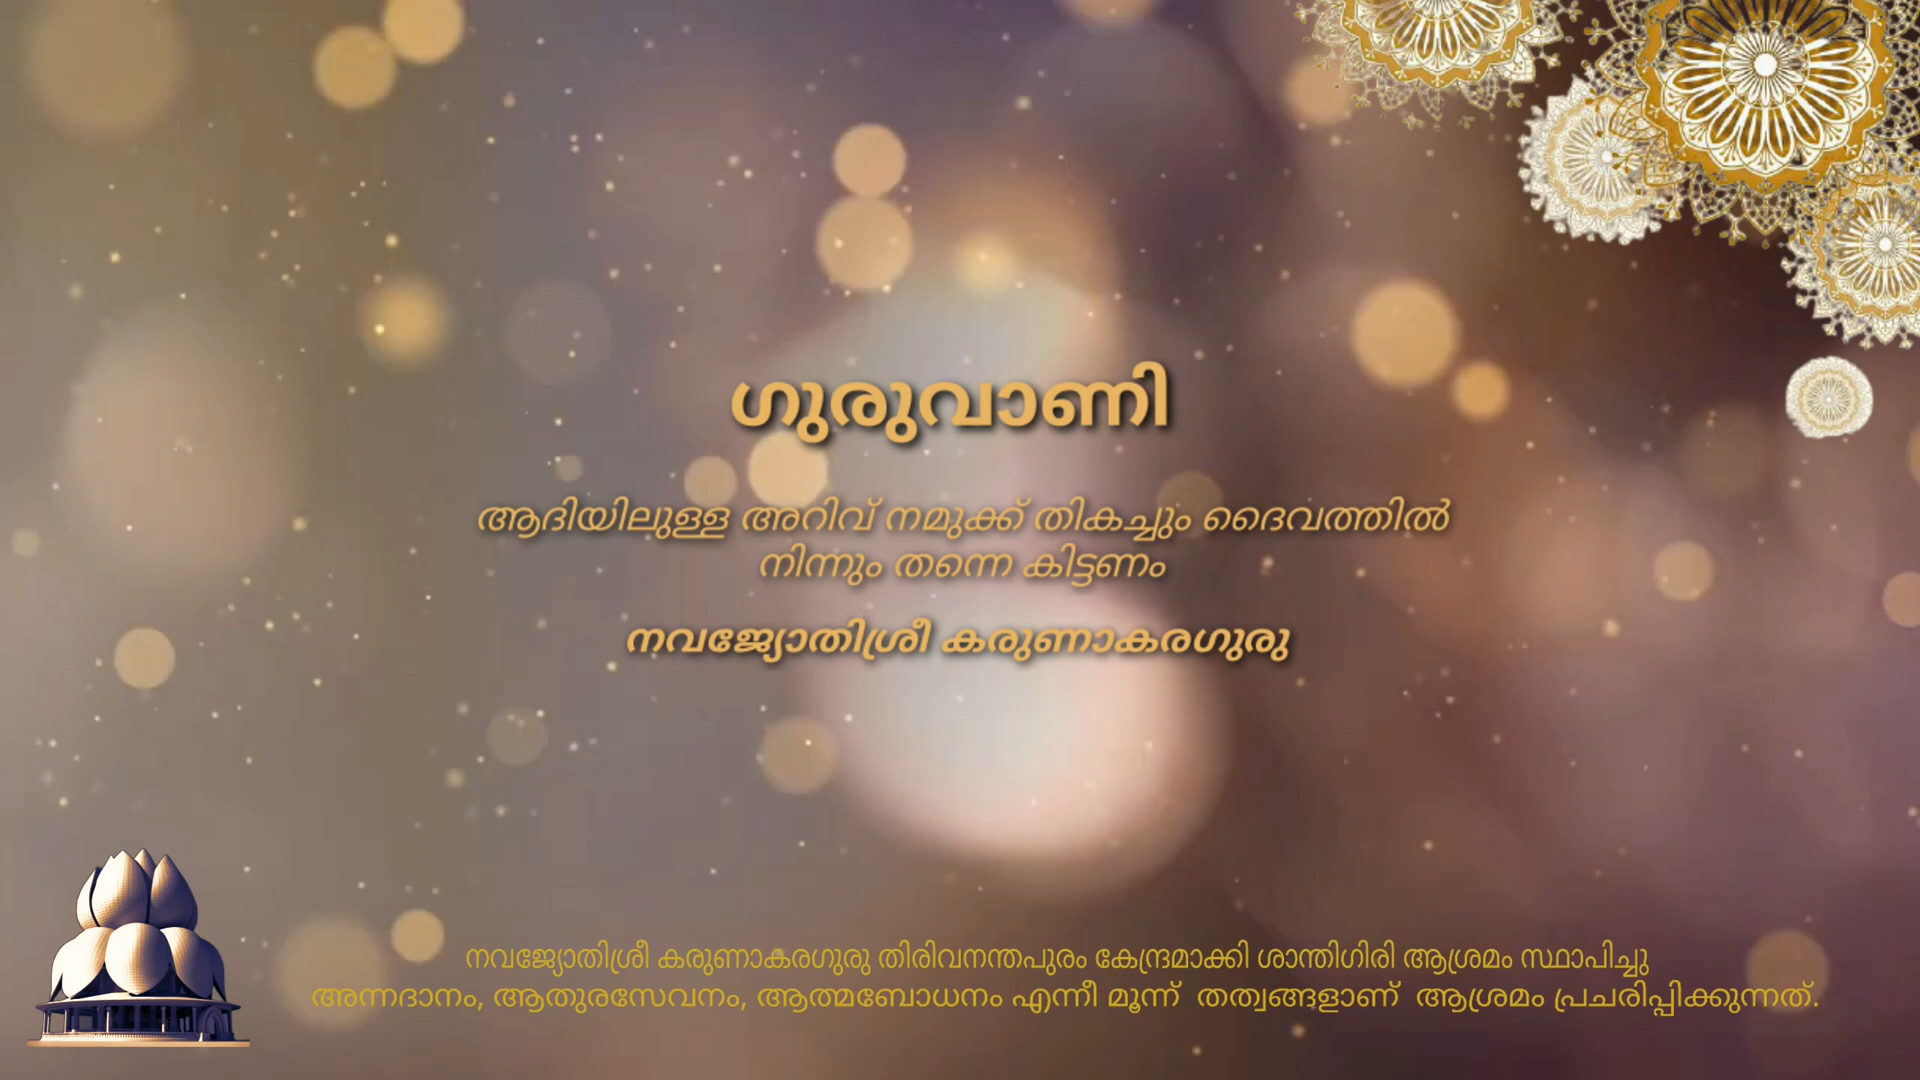 ഗുരുവാണി
ആദിയിലുള്ള അറിവ് നമുക്ക് തികച്ചും ദൈവത്തിൽ
നിന്നും തന്നെ കിട്ടണം
നവജ്യോതിശ്രീ കരുണാകരഗുരു
നവജ്യോതിശ്രീ കരുണാകരഗുരു തിരിവനന്തപുരം കേന്ദ്രമാക്കി ശാന്തിഗിരി ആശ്രമം സ്ഥാപിച്ചു
അന്നദാനം, ആതുരസേവനം, ആത്മബോധനം എന്നീ മൂന്ന് തത്വങ്ങളാണ് ആശ്രമം പ്രചരിപ്പിക്കുന്നത്.